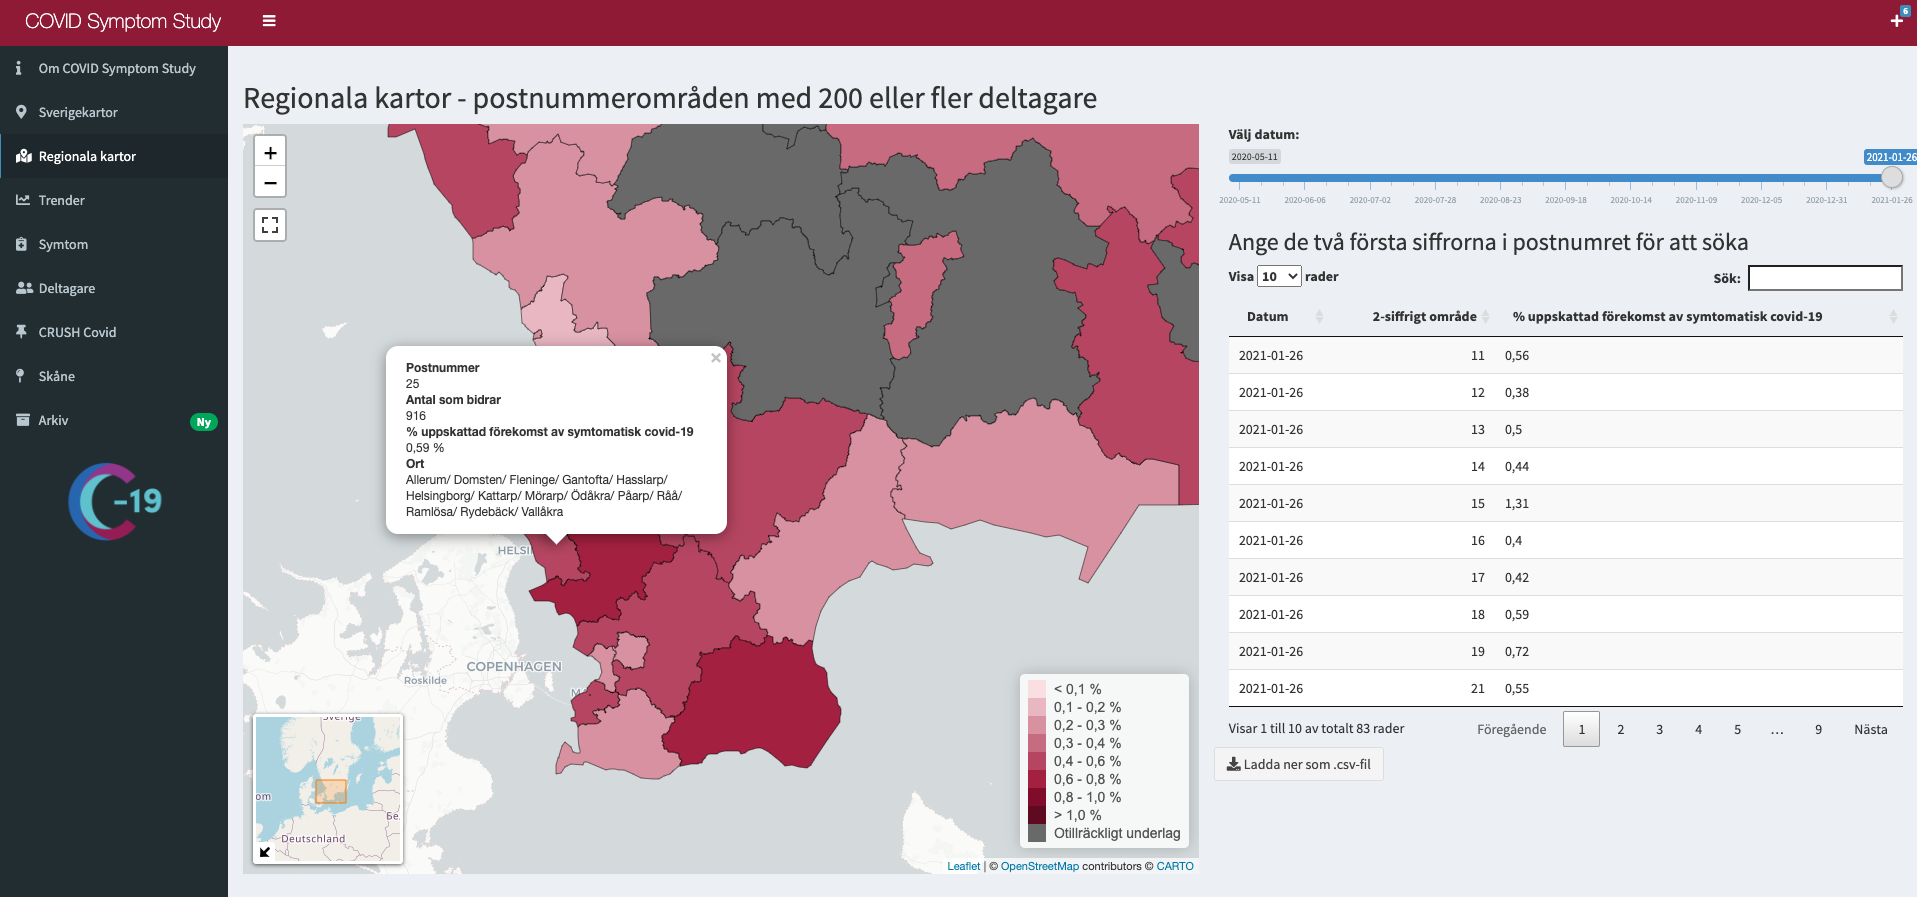 COVID Symptom Study
6
Om COVID Symptom Study
Sverigekartor
Regionala kartor
Trender
Symtom
Deltagare
CRUSH Covid
Skåne
Arkiv
Ny
-19
Regionala kartor - postnummerområden med 200 eller fler deltagare
+
−
Postnummer
25
Antal som bidrar
916
% uppskattad förekomst av symtomatisk covid-19
0,59 %
Ort
Allerum/ Domsten/ Fleninge/ Gantofta/ Hasslarp/
Helsingborg/ Kattarp/ Mörarp/ Ödåkra/ Påarp/ Råå/
Ramlösa/ Rydebäck/ Vallåkra
×
HELSI
COPENHAGEN
Roskilde
Sverige
Deutschland
< 0,1 %
0,1 - 0,2 %
0,2 - 0,3 %
0,3 - 0,4 %
0,4 - 0,6 %
0,6 - 0,8 %
0,8 - 1,0 %
> 1,0 %
Otillräckligt underlag
Leaflet | © OpenStreetMap contributors © CARTO
Välj datum:
2020-05-11
2021-01-26
2020-05-11 2020-06-06 2020-07-02 2020-07-28 2020-08-23 2020-09-18 2020-10-14 2020-11-09 2020-12-05 2020-12-31 2021-01-26
Ange de två första siffrorna i postnumret för att söka
Visa 10 rader
Sök:
Datum 2-siffrigt område % uppskattad förekomst av symtomatisk covid-19
2021-01-26 11 0,56
2021-01-26 12 0,38
2021-01-26 13 0,5
2021-01-26 14 0,44
2021-01-26 15 1,31
2021-01-26 16 0,4
2021-01-26 17 0,42
2021-01-26 18 0,59
2021-01-26 19 0,72
2021-01-26 21 0,55
Visar 1 till 10 av totalt 83 rader
Föregående 1 2 3 4 5 … 9 Nästa
Ladda ner som .csv-fil